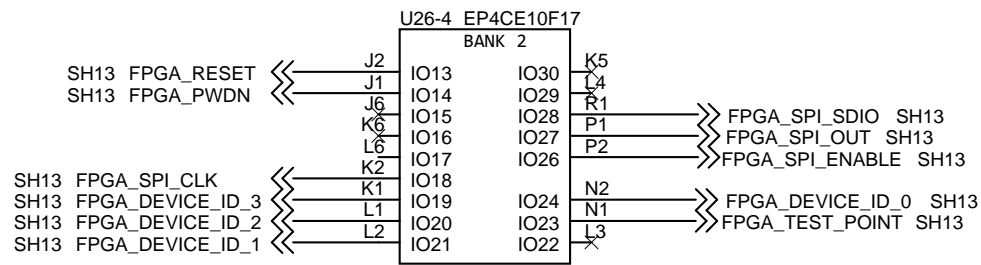 U26-4 EP4CE10F17
BANK 2
SH13 FPGA_RESET J2 IO13 IO30 K5
SH13 FPGA_PWDN J1 IO14 IO29 L4
J6 IO15 IO28 R1 FPGA_SPI_SDIO SH13
K6 IO16 IO27 P1 FPGA_SPI_OUT SH13
L6 IO17 IO26 P2 FPGA_SPI_ENABLE SH13
SH13 FPGA_SPI_CLK K2 IO18
SH13 FPGA_DEVICE_ID_3 K1 IO19 IO24 N2 FPGA_DEVICE_ID_0 SH13
SH13 FPGA_DEVICE_ID_2 L1 IO20 IO23 N1 FPGA_TEST_POINT SH13
SH13 FPGA_DEVICE_ID_1 L2 IO21 IO22 L3